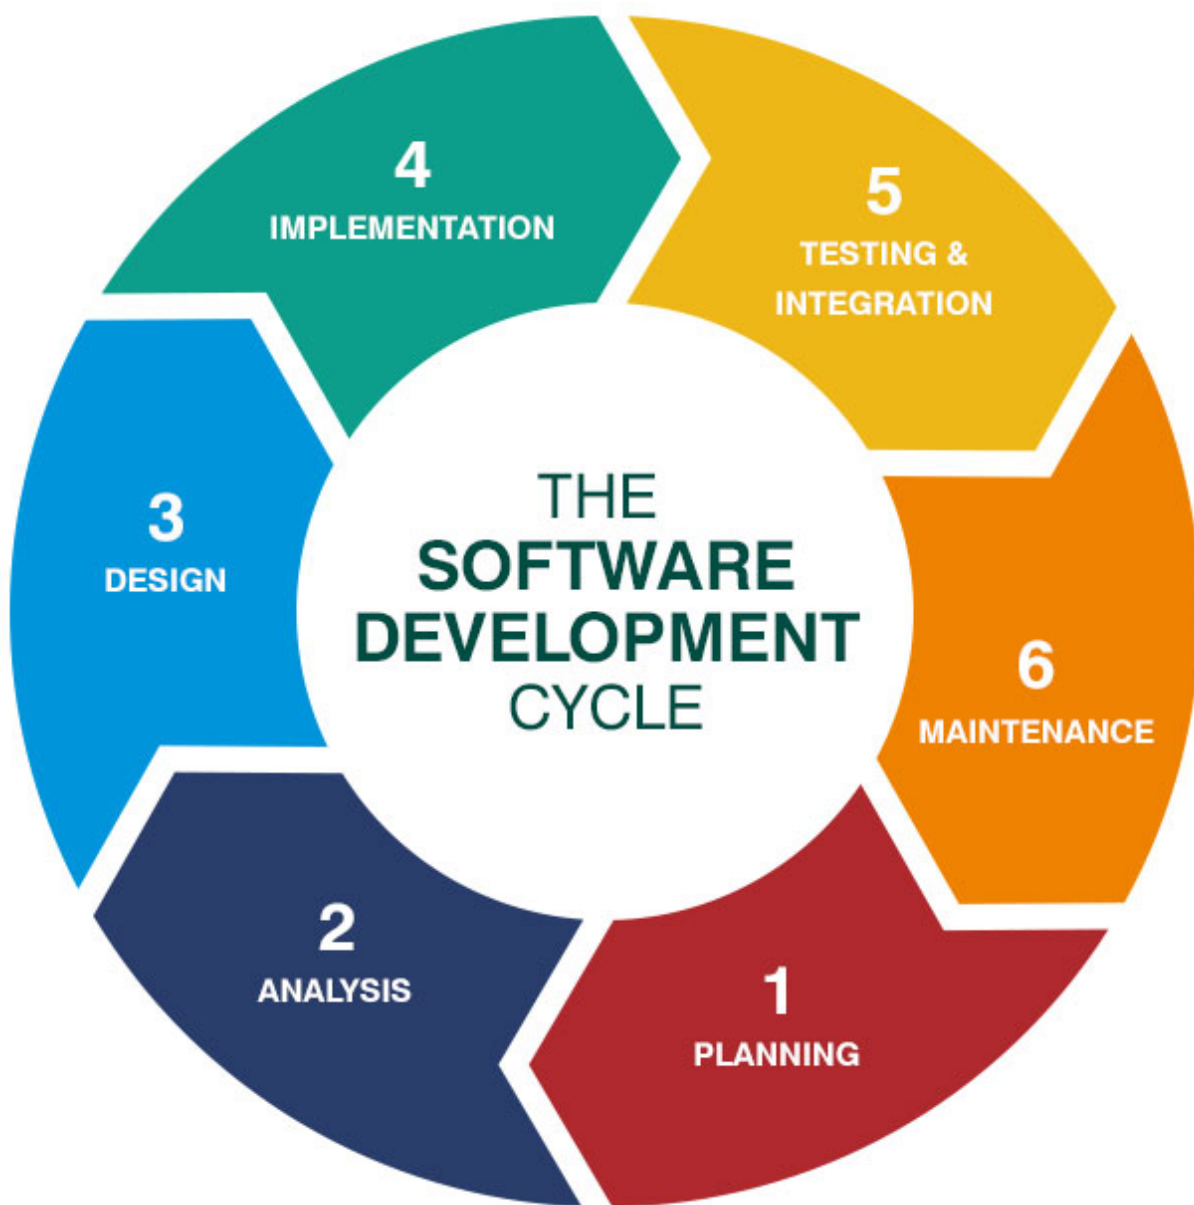 THE
SOFTWARE
DEVELOPMENT
CYCLE
1
PLANNING
2
ANALYSIS
3
DESIGN
4
IMPLEMENTATION
5
TESTING &
INTEGRATION
6
MAINTENANCE